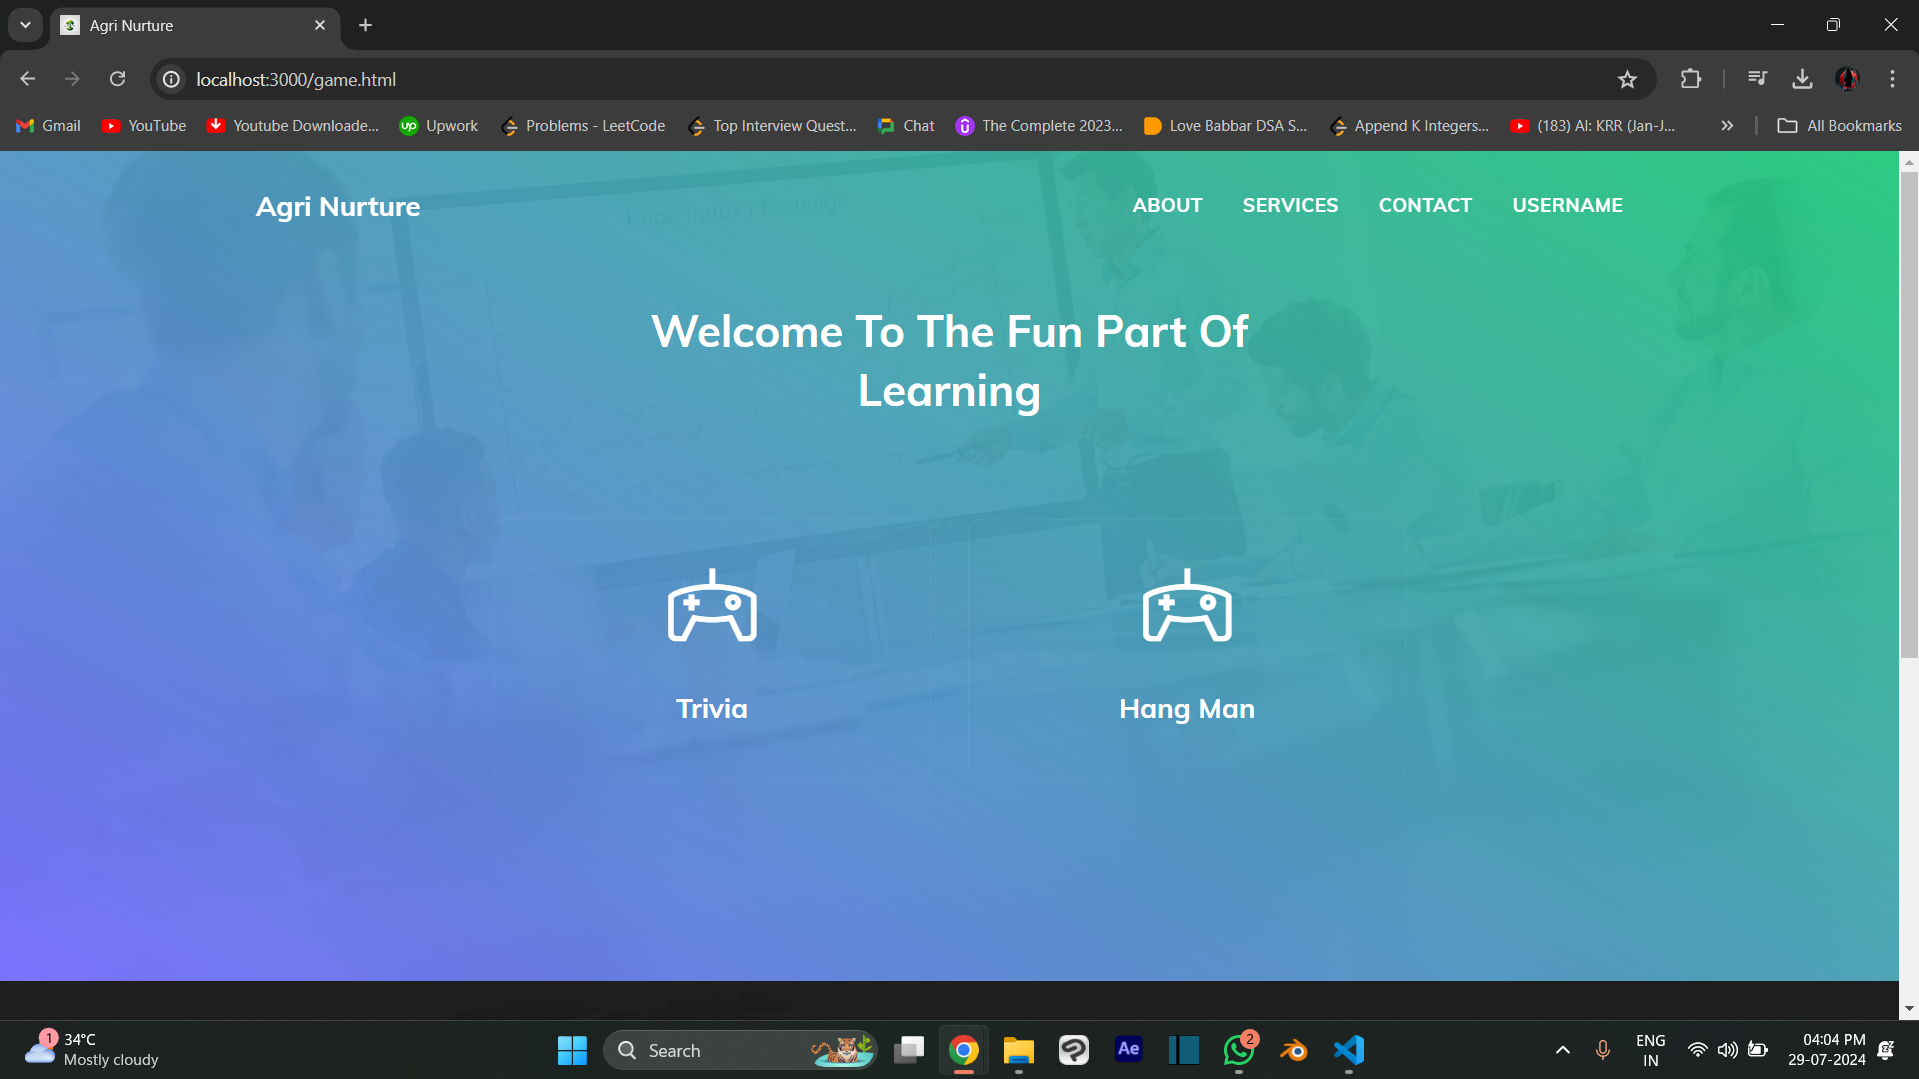 Agri Nurture
localhost:3000/game.html
Gmail YouTube Youtube Downloade... Upwork Problems - LeetCode Top Interview Quest... Chat The Complete 2023... Love Babbar DSA S... Append K Integers... (183) AI: KRR (Jan-J... All Bookmarks
Agri Nurture ABOUT SERVICES CONTACT USERNAME
Price Index / Earnings
Welcome To The Fun Part Of
Learning
Trivia Hang Man
1 34°C
Mostly cloudy
Search
Ae
2
ENG
IN
04:04 PM
29-07-2024